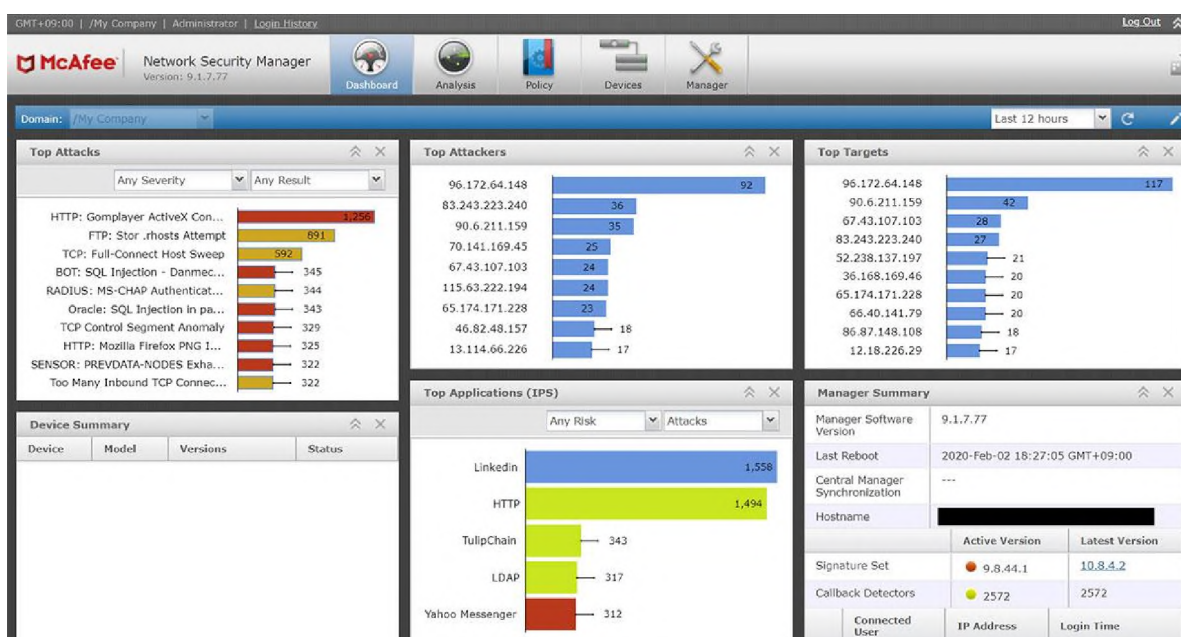 GMT+09:00 | /My Company | Administrator | Login History
Log Out
McAfee
Network Security Manager
Version: 9.1.7.77
Dashboard
Analysis
Policy
Devices
Manager
Domain: /My Company
Last 12 hours
Top Attacks
Any Severity
Any Result
HTTP: Gomplayer ActiveX Con... 1,256
FTP: Stor .rhosts Attempt 891
TCP: Full-Connect Host Sweep 592
BOT: SQL Injection - Danmec... 345
RADIUS: MS-CHAP Authenticat... 344
Oracle: SQL Injection in pa... 343
TCP Control Segment Anomaly 329
HTTP: Mozilla Firefox PNG I... 325
SENSOR: PREVDATA-NODES Exha... 322
Too Many Inbound TCP Connec... 322
Top Attackers
96.172.64.148 92
83.243.223.240 36
90.6.211.159 35
70.141.169.45 25
67.43.107.103 24
115.63.222.194 24
65.174.171.228 23
46.82.48.157 18
13.114.66.226 17
Top Targets
96.172.64.148 117
90.6.211.159 42
67.43.107.103 28
83.243.223.240 27
52.238.137.197 21
36.168.169.46 20
65.174.171.228 20
66.40.141.79 20
86.87.148.108 18
12.18.226.29 17
Device Summary
Device Model Versions Status
Top Applications (IPS)
Any Risk
Attacks
Linkedin 1,558
HTTP 1,494
TulipChain 343
LDAP 317
Yahoo Messenger 312
Manager Summary
Manager Software
Version
9.1.7.77
Last Reboot 2020-Feb-02 18:27:05 GMT+09:00
Central Manager
Synchronization
---
Hostname
Active Version Latest Version
Signature Set 9.8.44.1 10.8.4.2
Callback Detectors 2572 2572
Connected
User
IP Address
Login Time